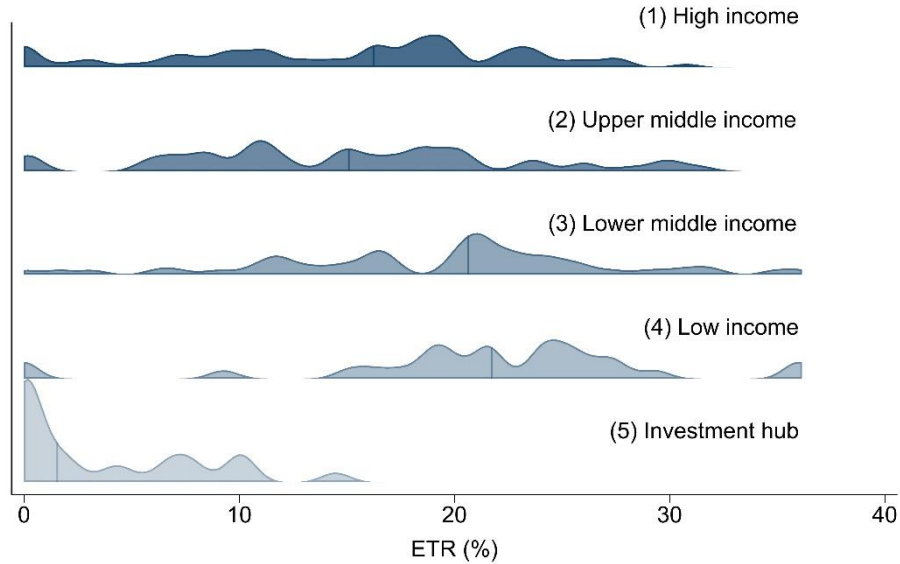 (1) High income
(2) Upper middle income
(3) Lower middle income
(4) Low income
(5) Investment hub
0 10 20 30 40
ETR (%)